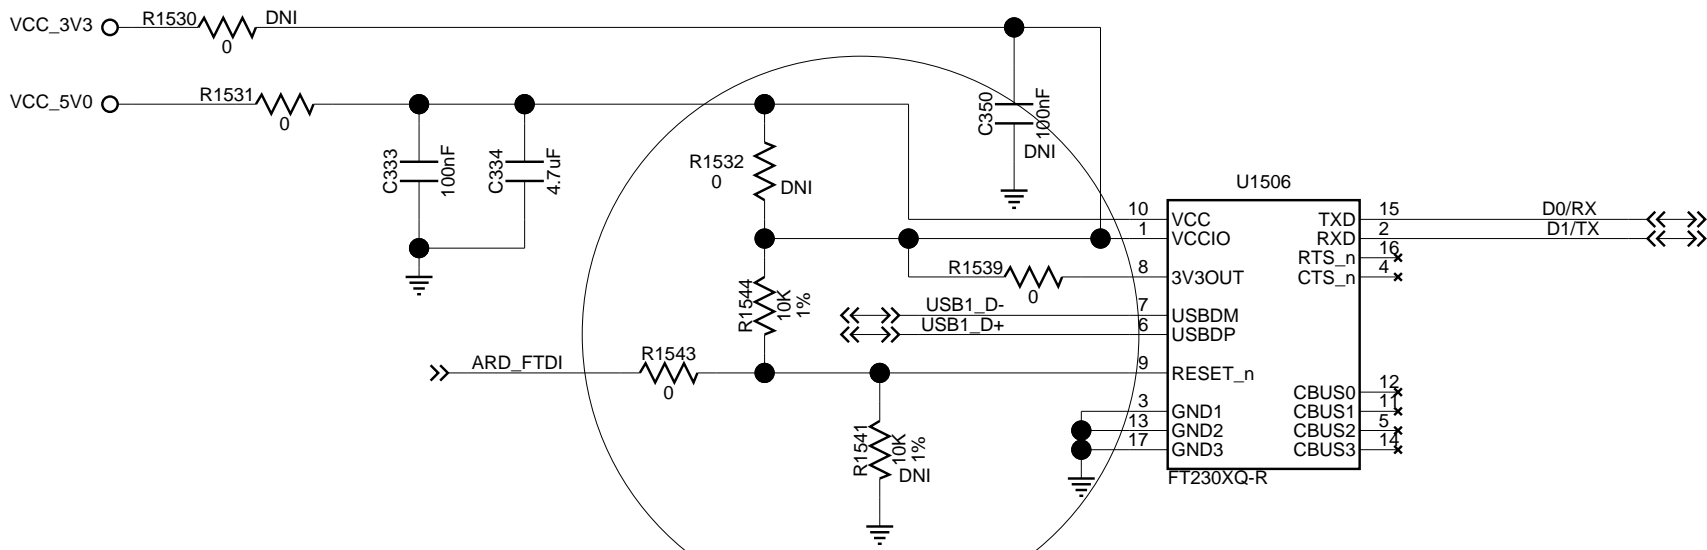 VCC_3V3
R1530
DNI
0
VCC_5V0
R1531
0
C333
100nF
C334
4.7uF
R1532
0
DNI
C350
100nF
DNI
R1544
10K
1%
R1539
0
USB1_D-
USB1_D+
ARD_FTDI
R1543
0
R1541
10K
1%
DNI
U1506
10 VCC
1 VCCIO
8 3V3OUT
7 USBDM
6 USBDP
9 RESET_n
3 GND1
13 GND2
17 GND3
TXD 15 D0/RX
RXD 2 D1/TX
RTS_n 16
CTS_n 4
CBUS0 12
CBUS1 11
CBUS2 5
CBUS3 14
FT230XQ-R